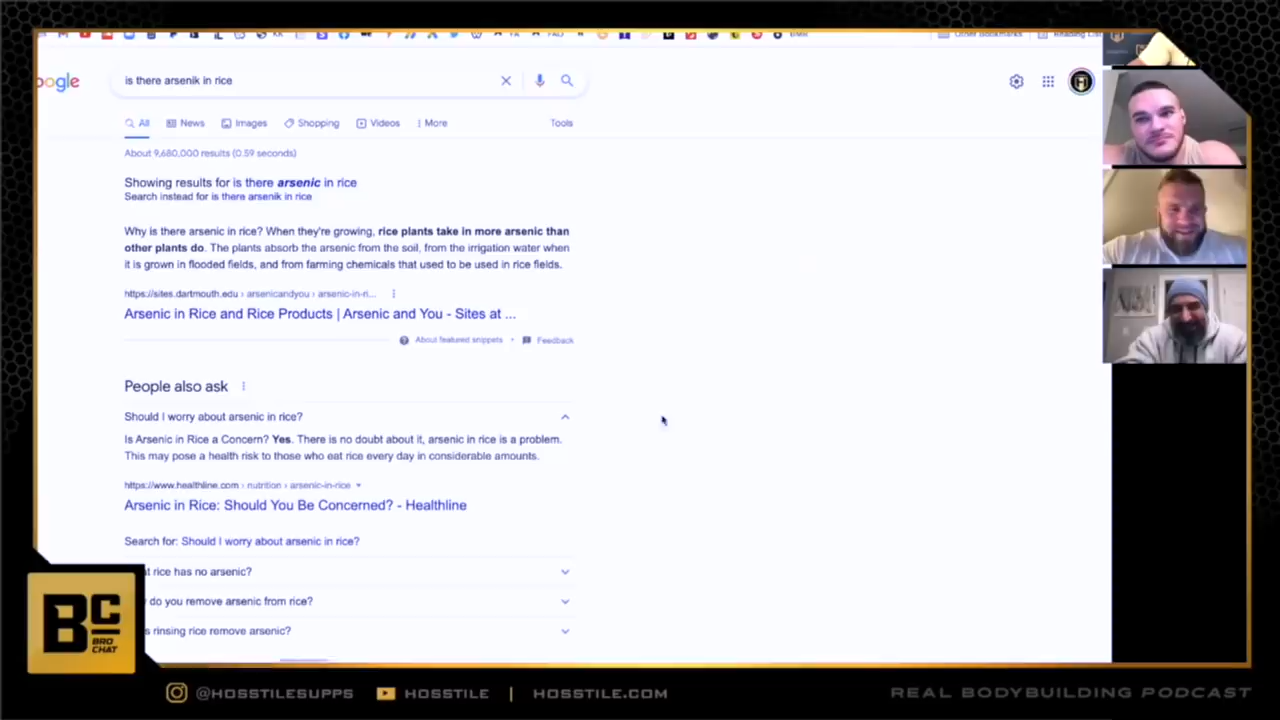 Other Bookmarks
Reading List
oogle
is there arsenik in rice
All
News
Images
Shopping
Videos
More
Tools
About 9,680,000 results (0.59 seconds)
Showing results for is there arsenic in rice
Search instead for is there arsenik in rice
Why is there arsenic in rice? When they're growing, rice plants take in more arsenic than
other plants do. The plants absorb the arsenic from the soil, from the irrigation water when
it is grown in flooded fields, and from farming chemicals that used to be used in rice fields.
https://sites.dartmouth.edu › arsenicandyou › arsenic-in-ri...
Arsenic in Rice and Rice Products | Arsenic and You - Sites at ...
About featured snippets
Feedback
People also ask
Should I worry about arsenic in rice?
Is Arsenic in Rice a Concern? Yes. There is no doubt about it, arsenic in rice is a problem.
This may pose a health risk to those who eat rice every day in considerable amounts.
https://www.healthline.com › nutrition › arsenic-in-rice
Arsenic in Rice: Should You Be Concerned? - Healthline
Search for: Should I worry about arsenic in rice?
t rice has no arsenic?
do you remove arsenic from rice?
s rinsing rice remove arsenic?
BC
BRO
CHAT
@HOSSTILESUPPS
HOSSTILE
|
HOSSTILE.COM
REAL BODYBUILDING PODCAST